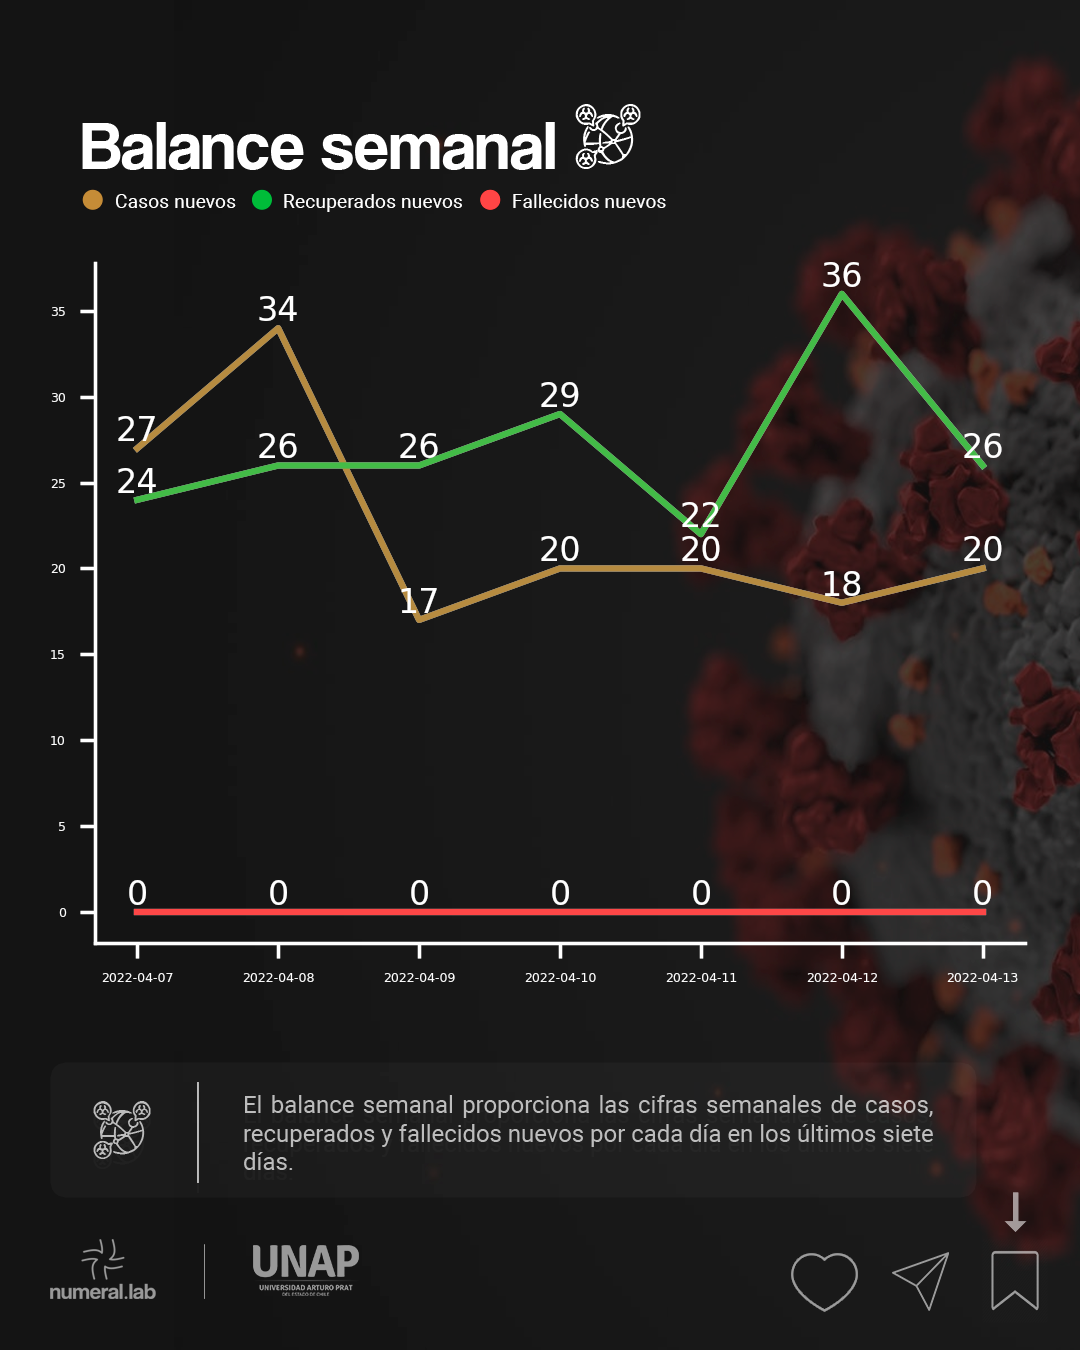 Balance semanal
Casos nuevos Recuperados nuevos Fallecidos nuevos
36
34
35
30
29
27
26 26 26
24
25
22
20 20 20
20
18
17
15
10
5
0 0 0 0 0 0 0
0
2022-04-07 2022-04-08 2022-04-09 2022-04-10 2022-04-11 2022-04-12 2022-04-13
El balance semanal proporciona las cifras semanales de casos,
recuperados y fallecidos nuevos por cada día en los últimos siete
días.
numeral.lab
UNAP
UNIVERSIDAD ARTURO PRAT
DEL ESTADO DE CHILE